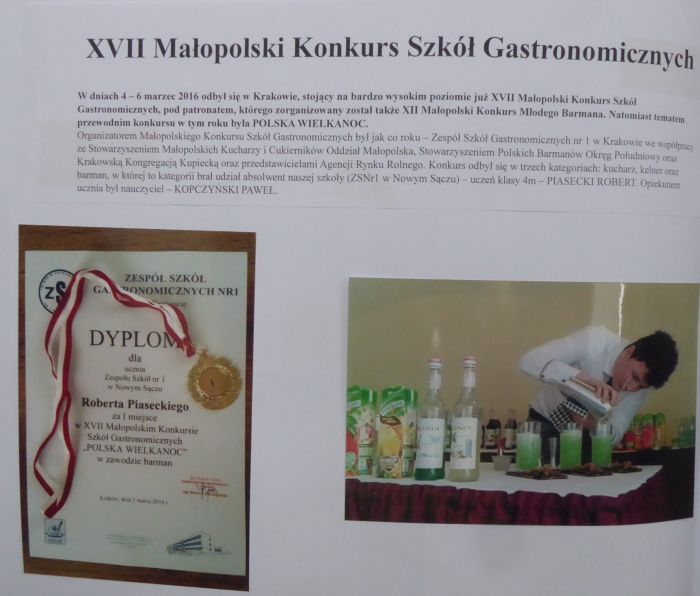 XVII Małopolski Konkurs Szkół Gastronomicznych
W dniach 4 – 6 marzec 2016 odbył się w Krakowie, stojący na bardzo wysokim poziomie już XVII Małopolski Konkurs Szkół
Gastronomicznych, pod patronatem, którego zorganizowany został także XII Małopolski Konkurs Młodego Barmana. Natomiast tematem
przewodnim konkursu w tym roku była POLSKA WIELKANOC.
Organizatorem Małopolskiego Konkursu Szkół Gastronomicznych był jak co roku – Zespół Szkół Gastronomicznych nr 1 w Krakowie we współpracy
ze Stowarzyszeniem Małopolskich Kucharzy i Cukierników Oddział Małopolska, Stowarzyszeniem Polskich Barmanów Okręg Południowy oraz
Krakowską Kongregacją Kupiecką oraz przedstawicielami Agencji Rynku Rolnego. Konkurs odbył się w trzech kategoriach: kucharz, kelner oraz
barman, w której to kategorii brał udział absolwent naszej szkoły (ZSNr1 w Nowym Sączu) – uczeń klasy 4m – PIASECKI ROBERT. Opiekunem
ucznia był nauczyciel – KOPCZYŃSKI PAWEŁ.
ZESPÓŁ SZKÓŁ
GASTRONOMICZNYCH NR1
DYPLOM
dla
ucznia
Zespołu Szkół nr 1
w Nowym Sączu
Roberta Piaseckiego
za I miejsce
w XVII Małopolskim Konkursie
Szkół Gastronomicznych
„POLSKA WIELKANOC"
w zawodzie barman
Kraków, dnia 5 marca 2016 r.
MONIN
MONIN